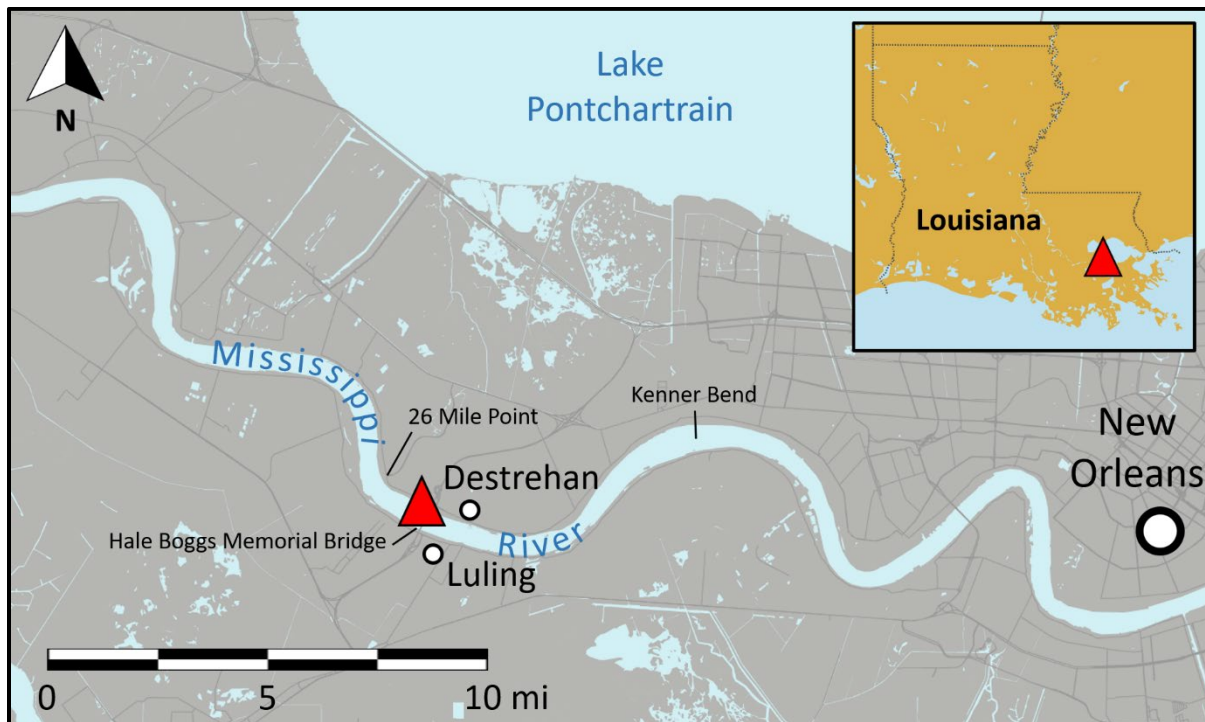 N
Lake
Pontchartrain
Louisiana
Mississippi
Kenner Bend
26 Mile Point
New
Orleans
Destrehan
Hale Boggs Memorial Bridge
River
Luling
0 5 10 mi